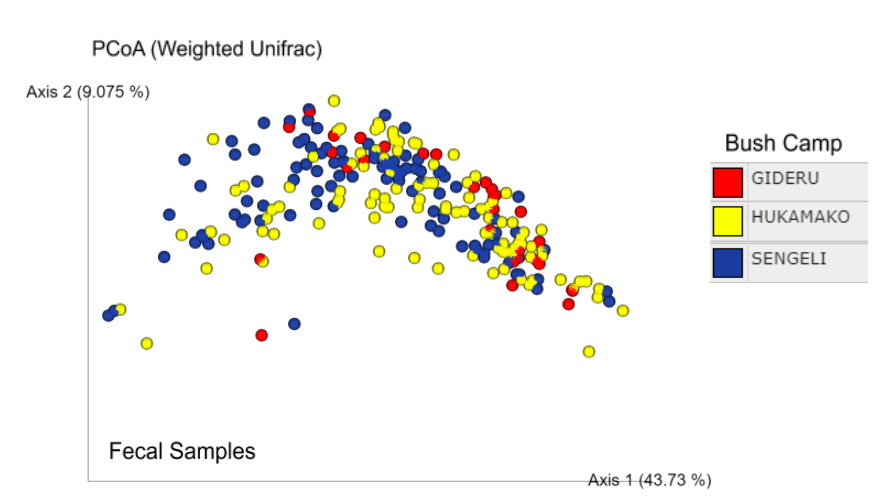 PCoA (Weighted Unifrac)
Axis 2 (9.075 %)
Bush Camp
GIDERU
HUKAMAKO
SENGELI
Fecal Samples
Axis 1 (43.73 %)